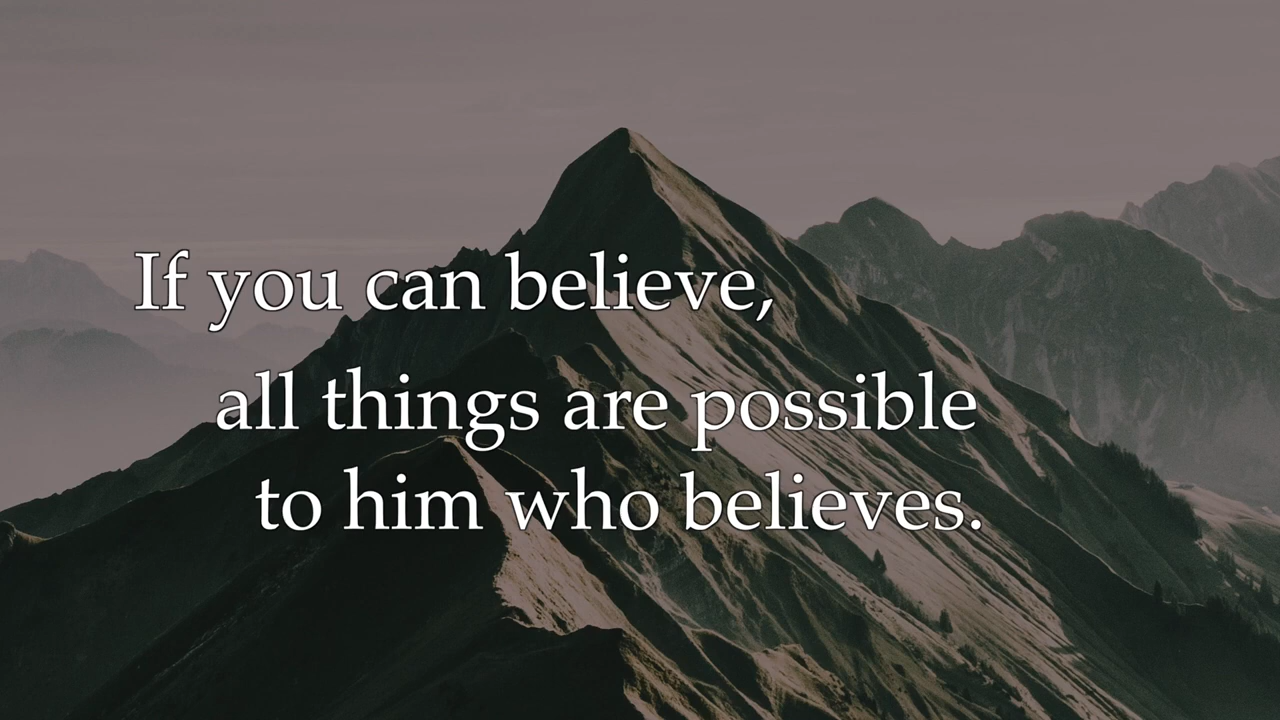 If you can believe,
all things are possible
to him who believes.